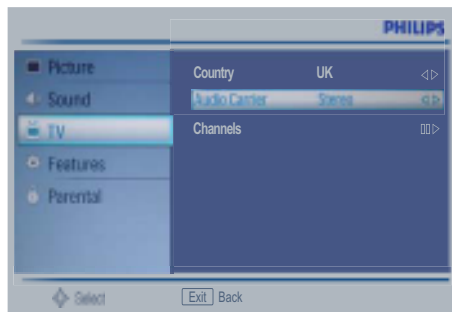 PHILIPS
Picture
Sound
TV
Features
Parental
Country UK
Audio Carrier Stereo
Channels
Select Exit Back